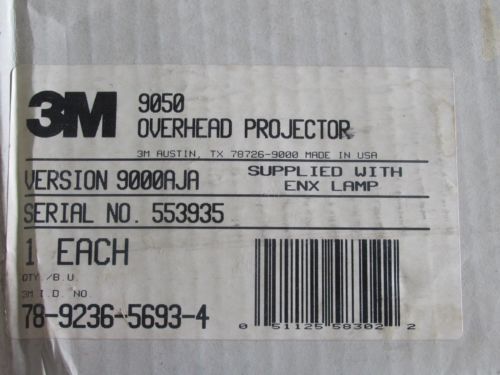 3M 9050
OVERHEAD PROJECTOR
3M AUSTIN, TX 78726-9000 MADE IN USA
VERSION 9000AJA SUPPLIED WITH
ENX LAMP
SERIAL NO. 553935
1 EACH
QTY./B.U.
3M I.D. NO.
78-9236-5693-4
0 51125 58302 2